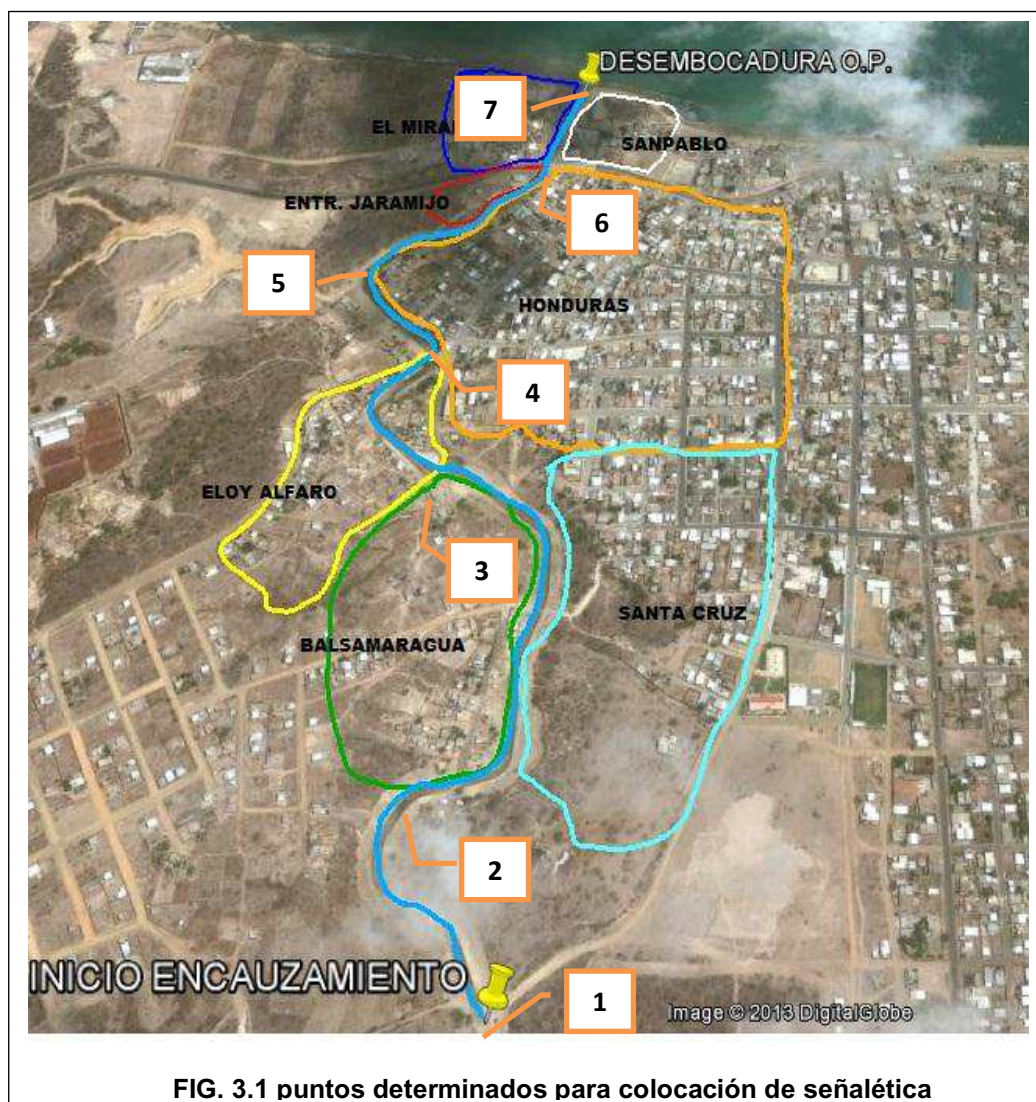 DESEMBOCADURA O.P.
7
EL MIRA
SANPABLO
ENTR. JARAMIJO
6
5
HONDURAS
4
ELOY ALFARO
3
SANTA CRUZ
BALSAMARAGUA
2
INICIO ENCAUZAMIENTO
1
Image © 2013 DigitalGlobe
FIG. 3.1 puntos determinados para colocación de señalética